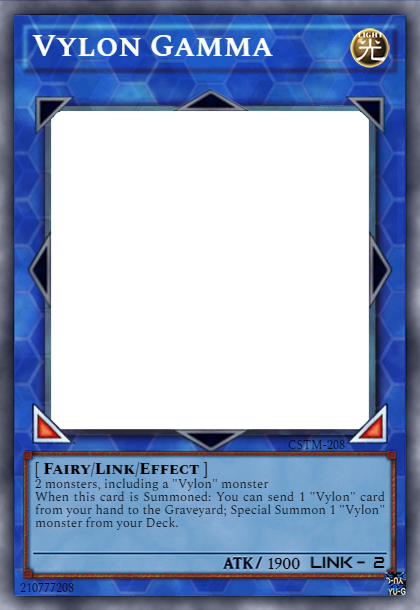 Vylon Gamma
LIGHT
光
CSTM-208
[ Fairy/Link/Effect ]
2 monsters, including a "Vylon" monster
When this card is Summoned: You can send 1 "Vylon" card
from your hand to the Graveyard; Special Summon 1 "Vylon"
monster from your Deck.
ATK/ 1900 LINK- 2
210777208